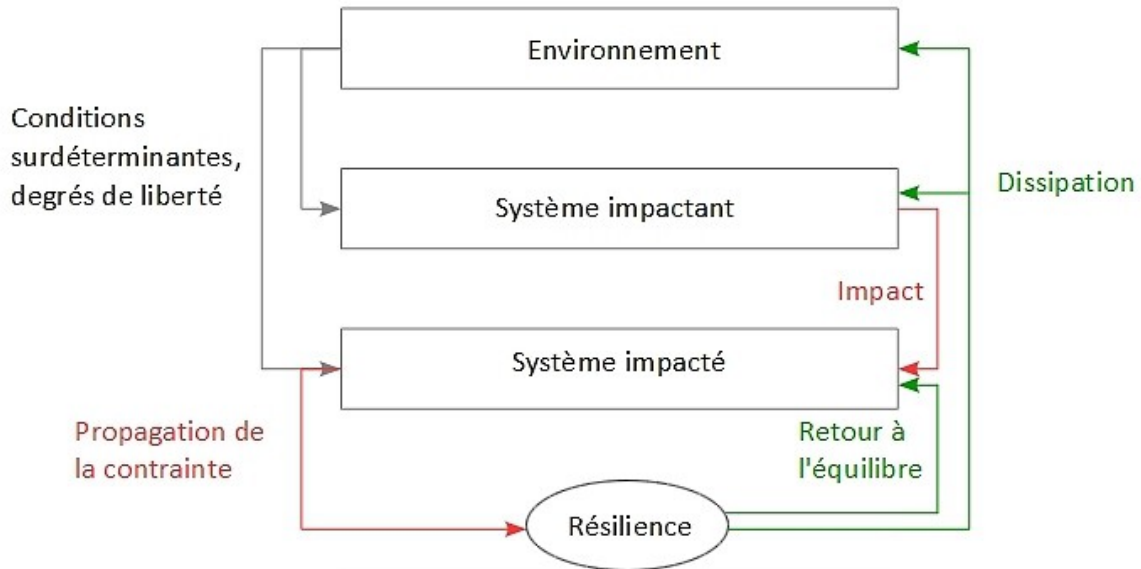 Environnement
Conditions
surdéterminantes,
degrés de liberté
Système impactant
Dissipation
Impact
Système impacté
Propagation de
la contrainte
Retour à
l'équilibre
Résilience